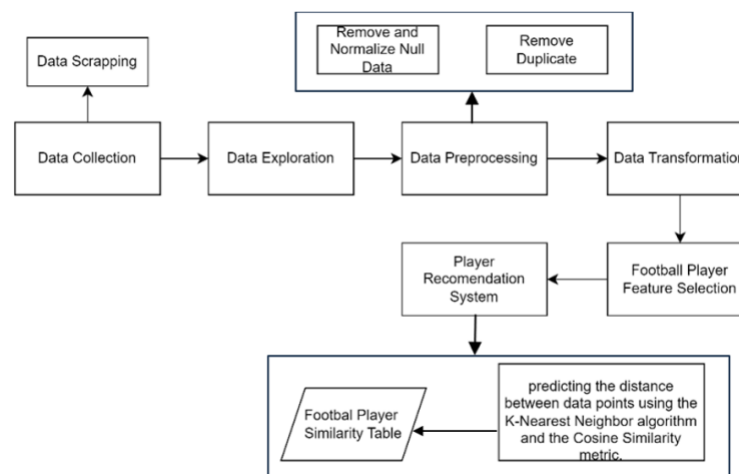 Remove and
Normalize Null
Data
Remove
Duplicate
Data Scrapping
Data Collection
Data Exploration
Data Preprocessing
Data Transformation
Player
Recomendation
System
Football Player
Feature Selection
Footbal Player
Similarity Table
predicting the distance
between data points using the
K-Nearest Neighbor algorithm
and the Cosine Similarity
metric.